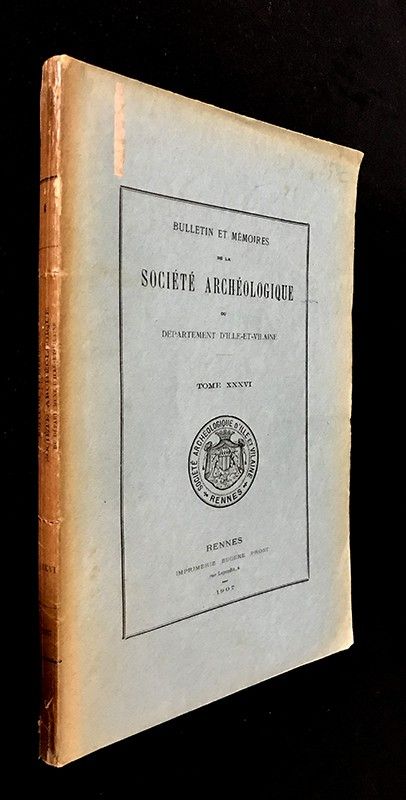 BULLETIN ET MÉMOIRES
DE LA
SOCIÉTÉ ARCHÉOLOGIQUE
DU
DÉPARTEMENT D'ILLE-ET-VILAINE
TOME XXXVI
SOCIÉTÉ ARCHÉOLOGIQUE D'ILLE ET VILAINE
RENNES
RENNES
IMPRIMERIE EUGÈNE PROST
1907